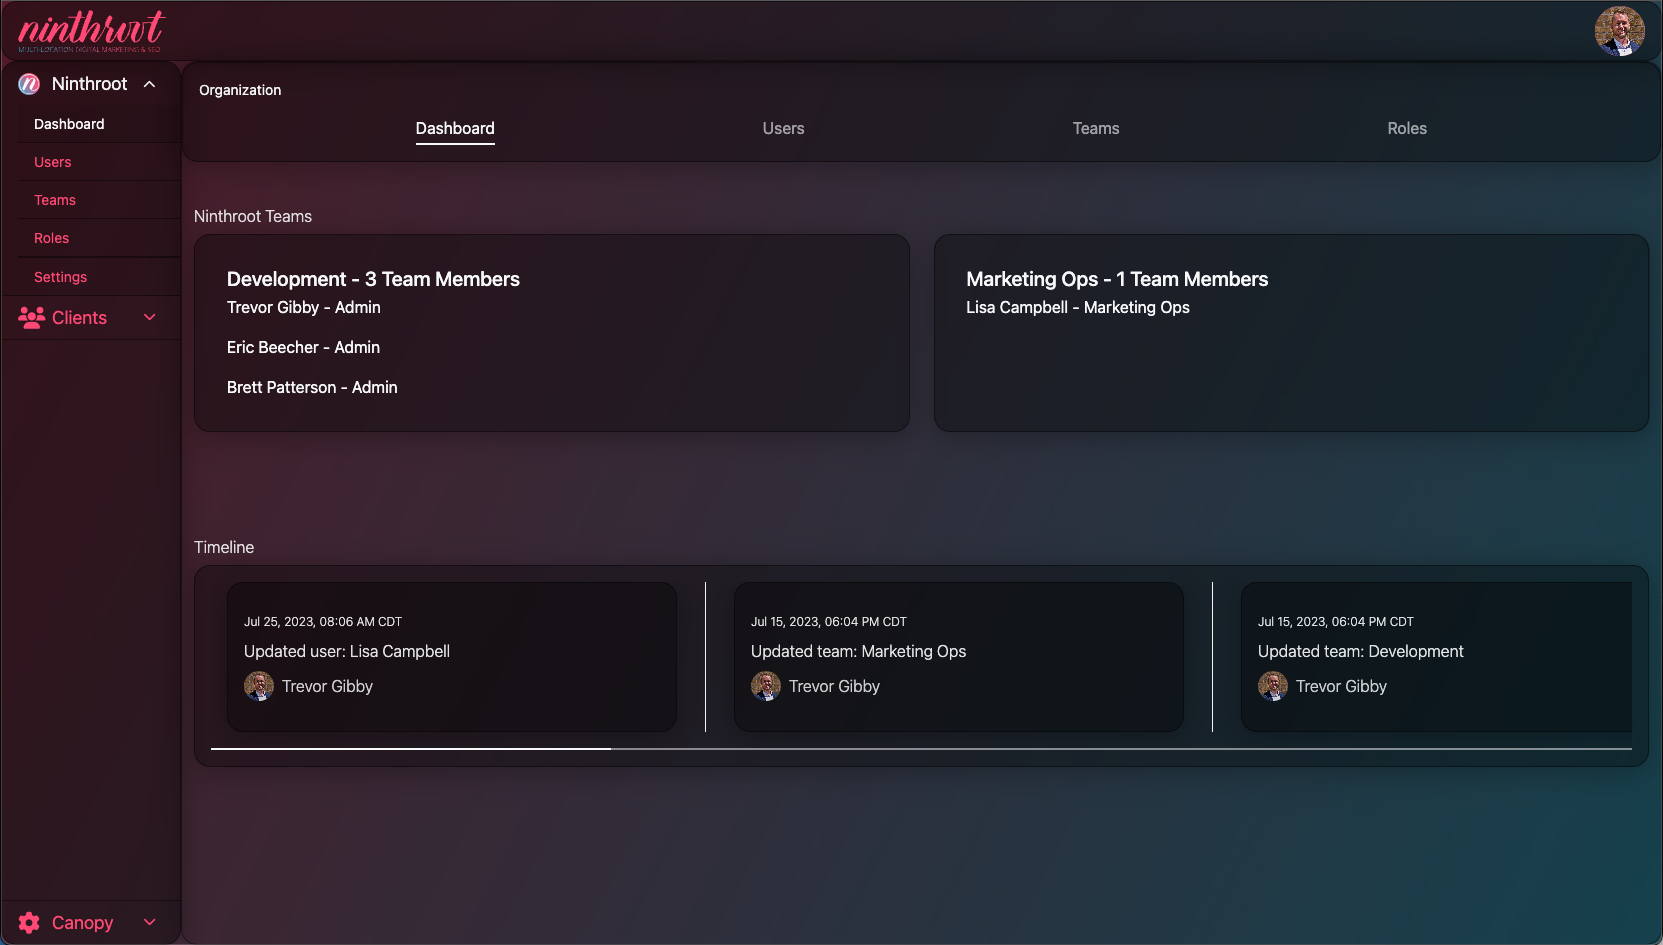 ninthroot
MULTI-LOCATION DIGITAL MARKETING & SEO
Ninthroot
Dashboard
Users
Teams
Roles
Settings
Clients
Canopy
Organization
Dashboard
Users
Teams
Roles
Ninthroot Teams
Development - 3 Team Members
Trevor Gibby - Admin
Eric Beecher - Admin
Brett Patterson - Admin
Marketing Ops - 1 Team Members
Lisa Campbell - Marketing Ops
Timeline
Jul 25, 2023, 08:06 AM CDT
Updated user: Lisa Campbell
Trevor Gibby
Jul 15, 2023, 06:04 PM CDT
Updated team: Marketing Ops
Trevor Gibby
Jul 15, 2023, 06:04 PM CDT
Updated team: Development
Trevor Gibby